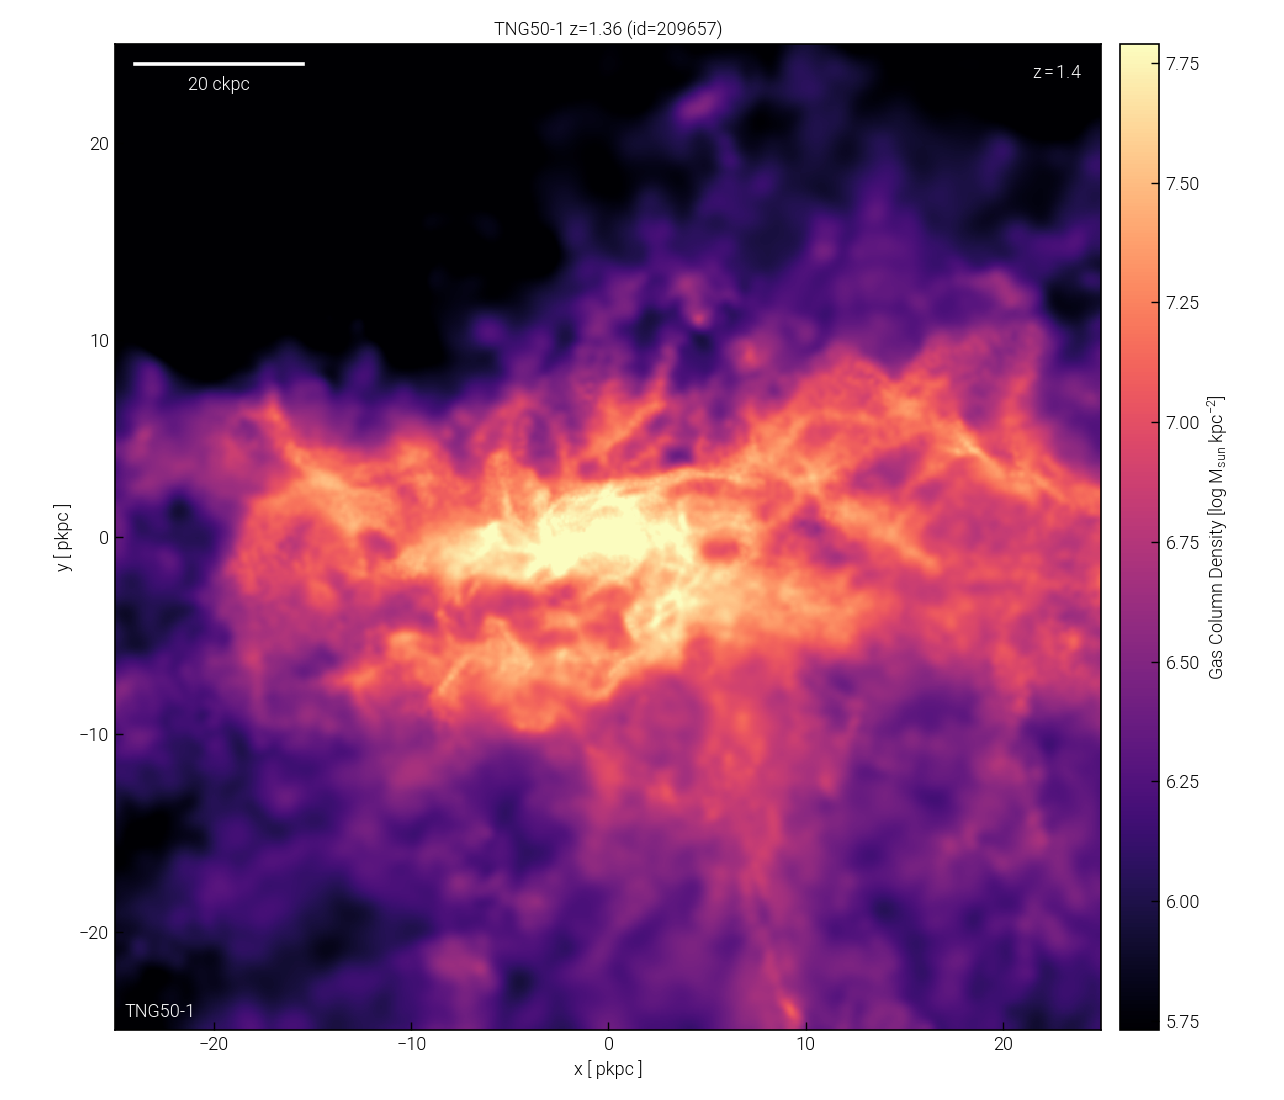 TNG50-1 z=1.36 (id=209657)
20 ckpc
z = 1.4
TNG50-1
20
10
0
−10
−20
y [ pkpc ]
−20
−10
0
10
20
x [ pkpc ]
7.75
7.50
7.25
7.00
6.75
6.50
6.25
6.00
5.75
Gas Column Density [log M_sun kpc^−2]